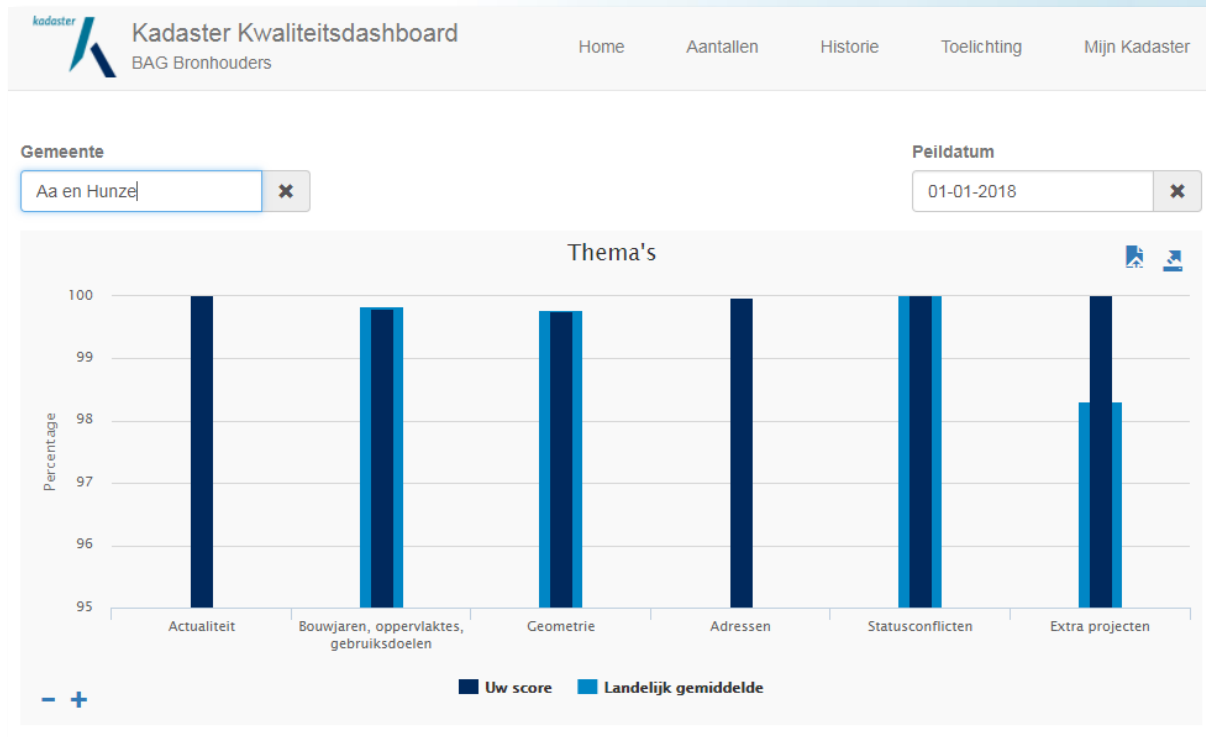 kadaster
Kadaster Kwaliteitsdashboard
BAG Bronhouders
Home Aantallen Historie Toelichting Mijn Kadaster
Gemeente
Aa en Hunze
Peildatum
01-01-2018
Thema's
100
99
98
97
96
95
Percentage
Actualiteit
Bouwjaren, oppervlaktes,
gebruiksdoelen
Geometrie
Adressen
Statusconflicten
Extra projecten
Uw score Landelijk gemiddelde